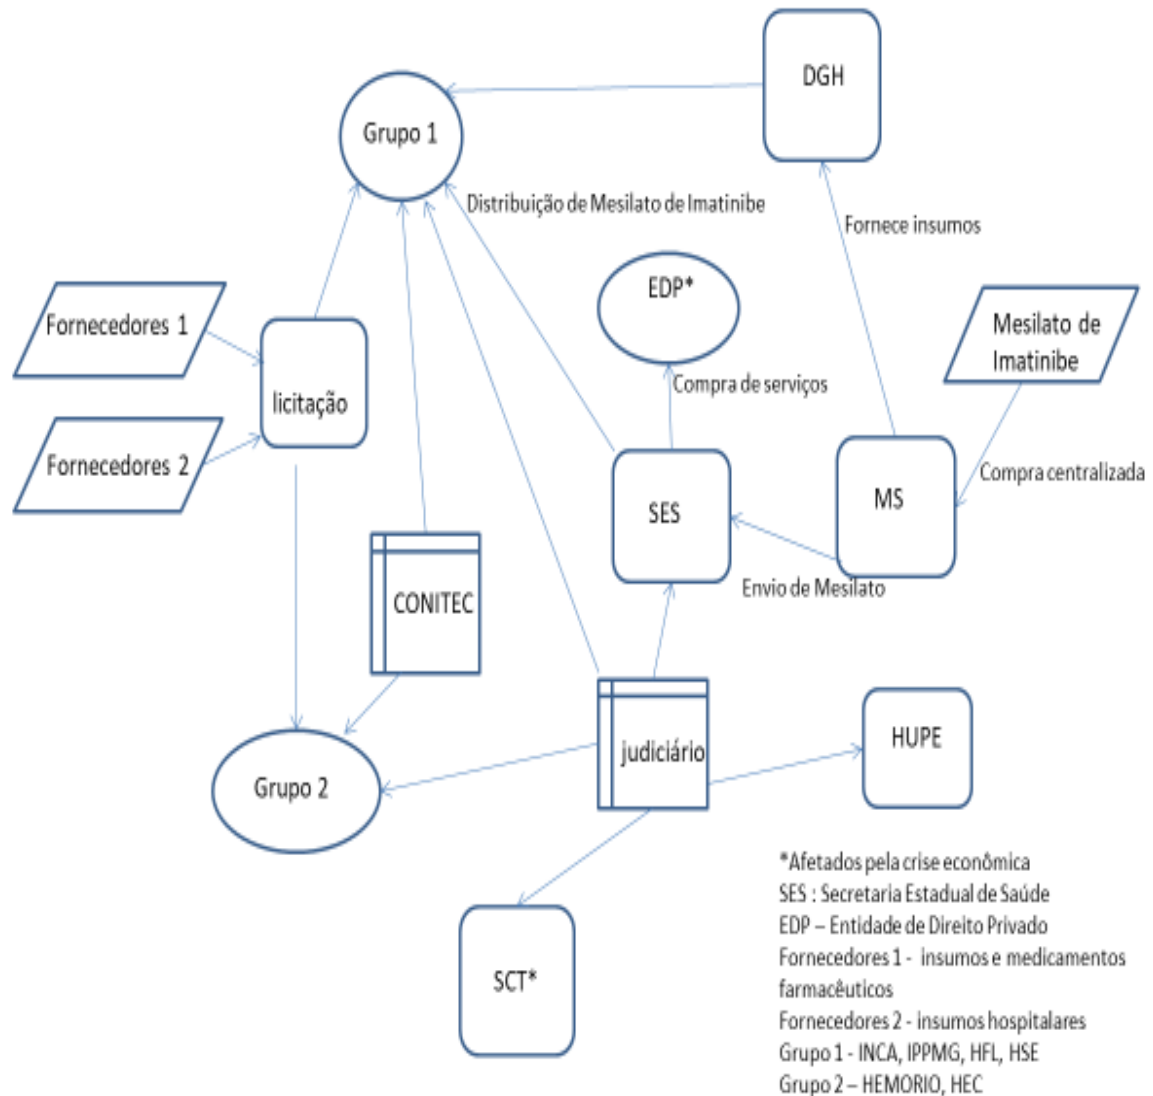 DGH
Grupo 1
Distribuição de Mesilato de Imatinibe
Fornece insumos
EDP*
Fornecedores 1
Mesilato de
Imatinibe
Compra de serviços
licitação
Fornecedores 2
Compra centralizada
MS
SES
Envio de Mesilato
CONITEC
HUPE
judiciário
Grupo 2
*Afetados pela crise econômica
SES : Secretaria Estadual de Saúde
EDP – Entidade de Direito Privado
Fornecedores 1 - insumos e medicamentos
farmacêuticos
Fornecedores 2 - insumos hospitalares
Grupo 1 - INCA, IPPMG, HFL, HSE
Grupo 2 – HEMORIO, HEC
SCT*